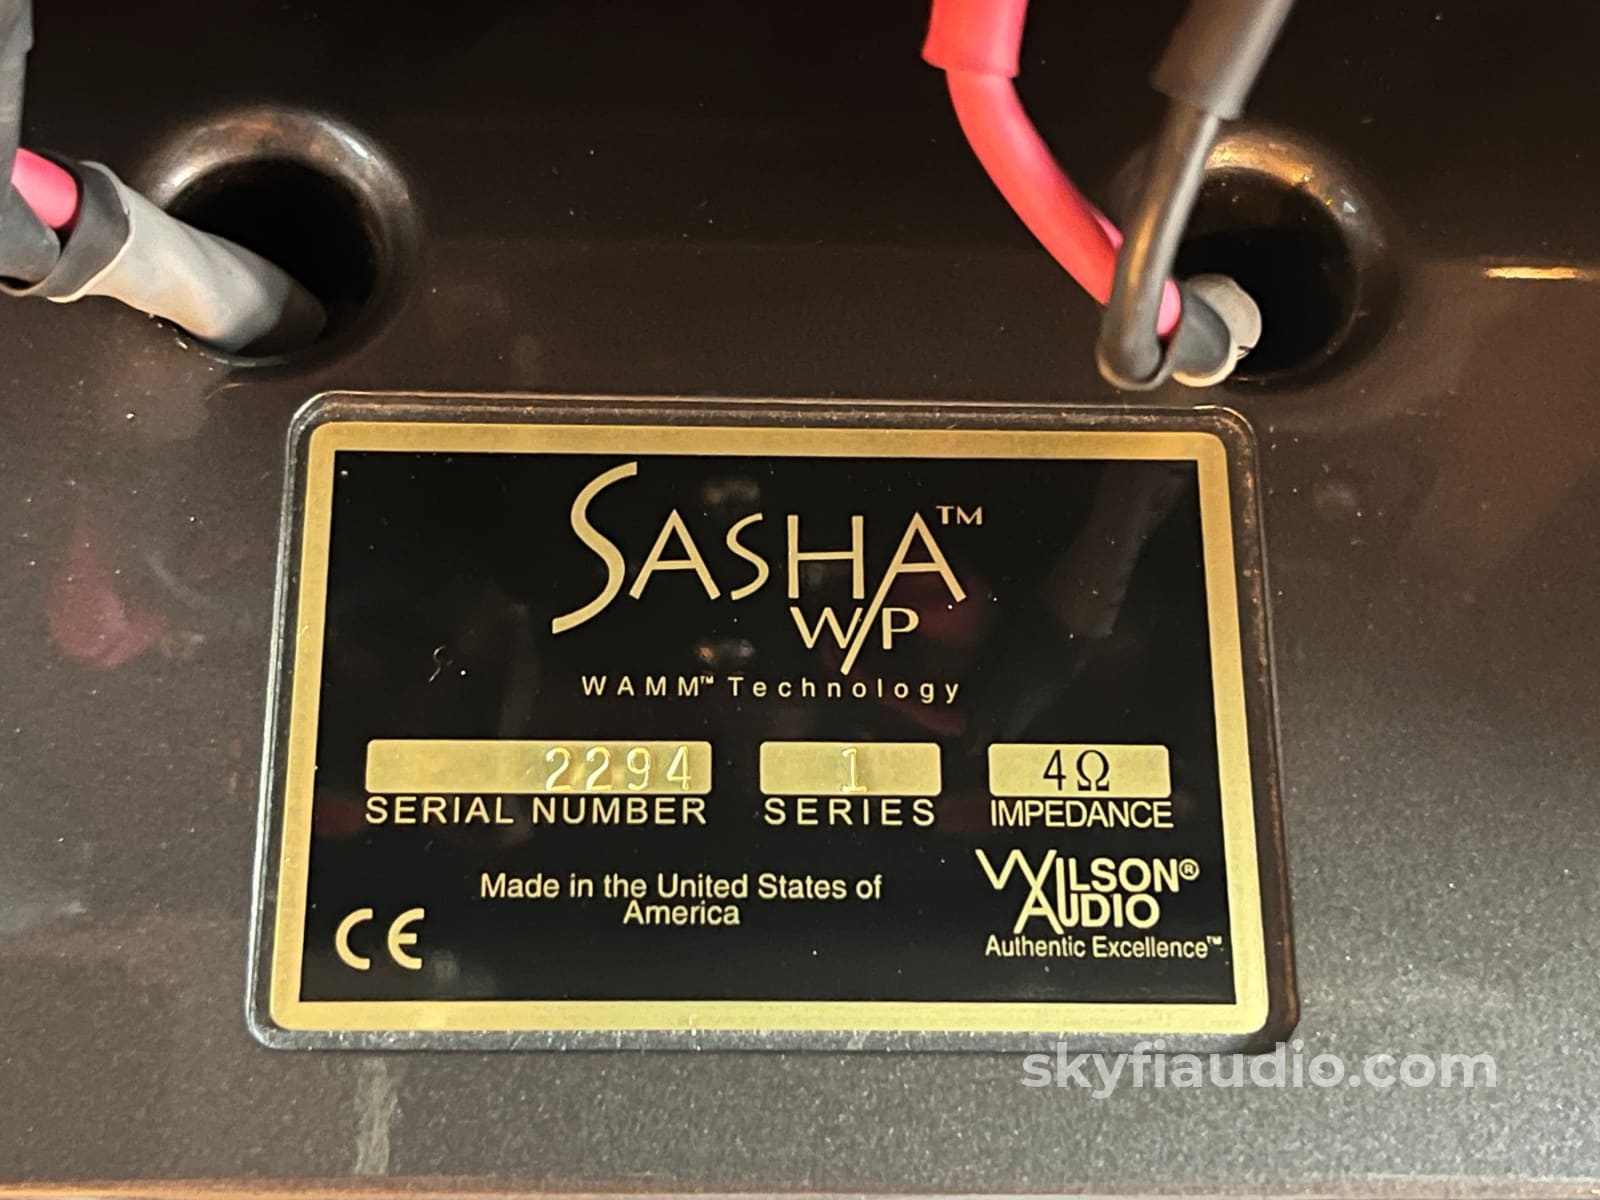 SASHA™
W/P
WAMM™ Technology
2294 1 4Ω
SERIAL NUMBER SERIES IMPEDANCE
Made in the United States of
America
CE
WILSON®
AUDIO
Authentic Excellence™
skyfiaudio.com